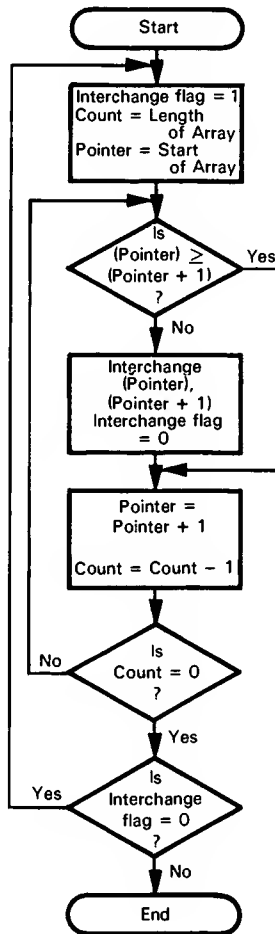 Start
Interchange flag = 1
Count = Length
of Array
Pointer = Start
of Array
Is
(Pointer) ≥
(Pointer + 1)
?
Yes
No
Interchange
(Pointer),
(Pointer + 1)
Interchange flag
= 0
Pointer =
Pointer + 1
Count = Count - 1
Is
Count = 0
?
No
Yes
Is
Interchange
flag = 0
?
Yes
No
End